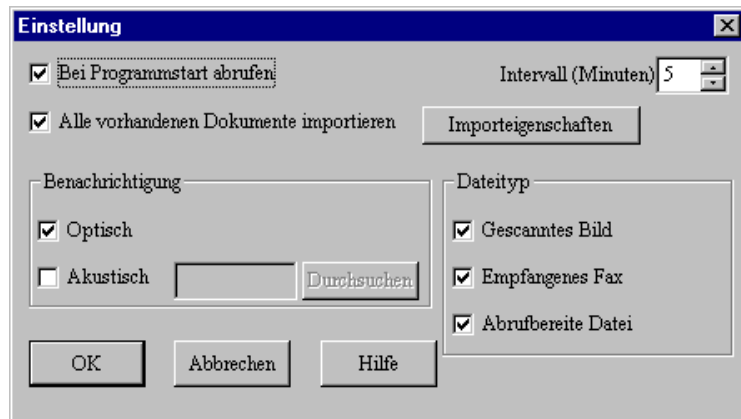 Einstellung
Bei Programmstart abrufen
Intervall (Minuten) 5
Alle vorhandenen Dokumente importieren
Importeigenschaften
Benachrichtigung
Optisch
Akustisch
Durchsuchen
Dateityp
Gescanntes Bild
Empfangenes Fax
Abrufbereite Datei
OK
Abbrechen
Hilfe